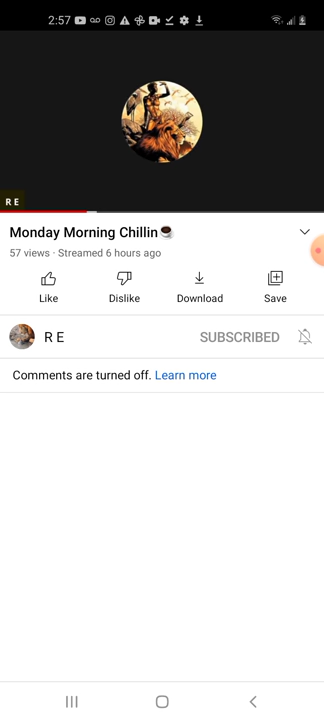 2:57
R E
Monday Morning Chillin☕
57 views · Streamed 6 hours ago
Like Dislike Download Save
R E SUBSCRIBED
Comments are turned off. Learn more